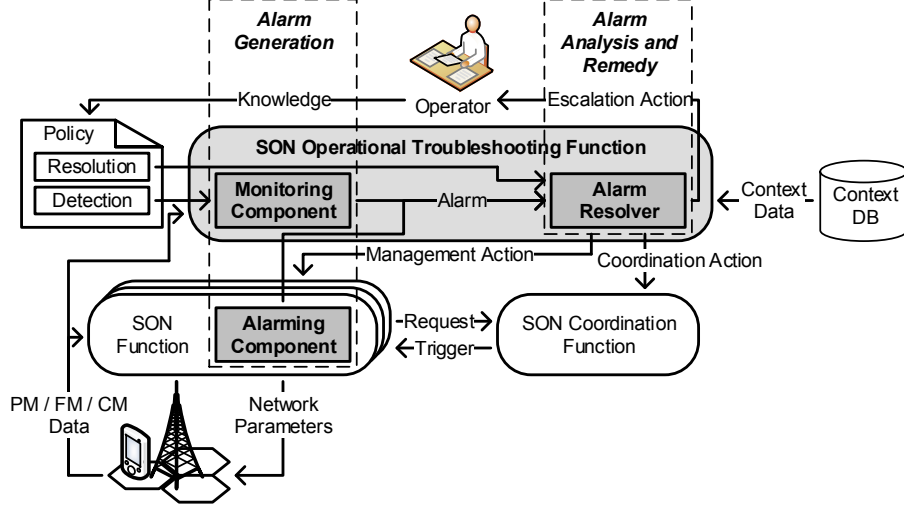 Alarm
Generation
Alarm
Analysis and
Remedy
Knowledge
Operator
Escalation Action
Policy
Resolution
Detection
SON Operational Troubleshooting Function
Monitoring
Component
Alarm
Alarm
Resolver
Context
Data
Context
DB
Management Action
Coordination Action
SON
Function
Alarming
Component
Request
Trigger
SON Coordination
Function
PM / FM / CM
Data
Network
Parameters